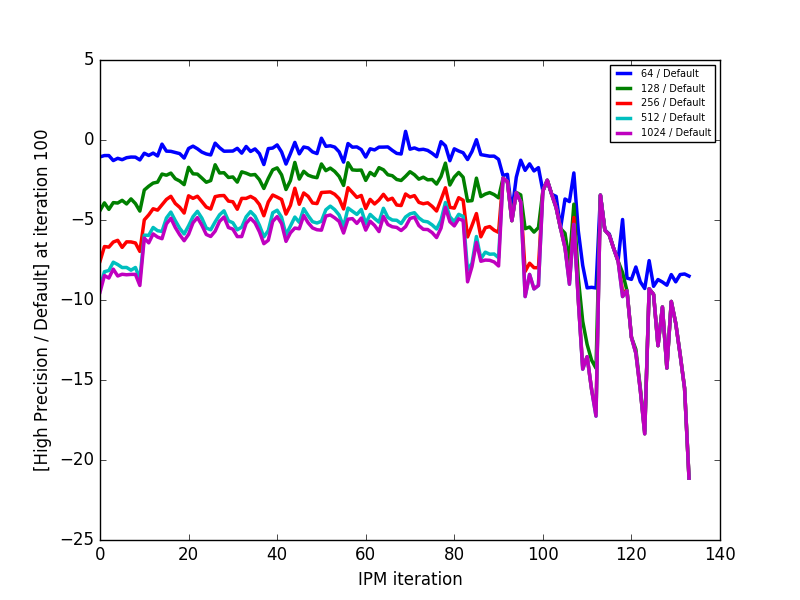 5
0
−5
−10
−15
−20
−25
0
20
40
60
80
100
120
140
[High Precision / Default] at iteration 100
IPM iteration
64 / Default
128 / Default
256 / Default
512 / Default
1024 / Default